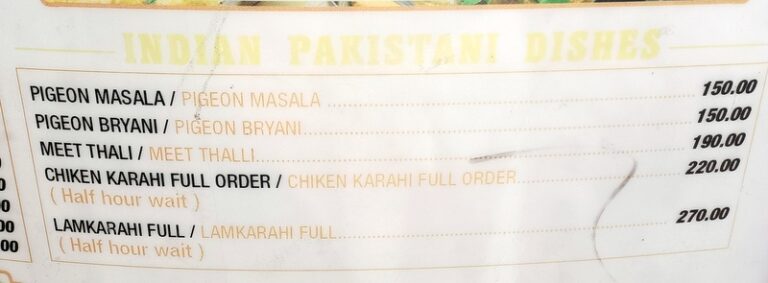 INDIAN PAKISTANI DISHES
PIGEON MASALA / PIGEON MASALA 150.00
PIGEON BRYANI / PIGEON BRYANI 150.00
MEET THALI / MEET THALLI 190.00
CHIKEN KARAHI FULL ORDER / CHIKEN KARAHI FULL ORDER 220.00
( Half hour wait )
LAMKARAHI FULL / LAMKARAHI FULL 270.00
( Half hour wait )